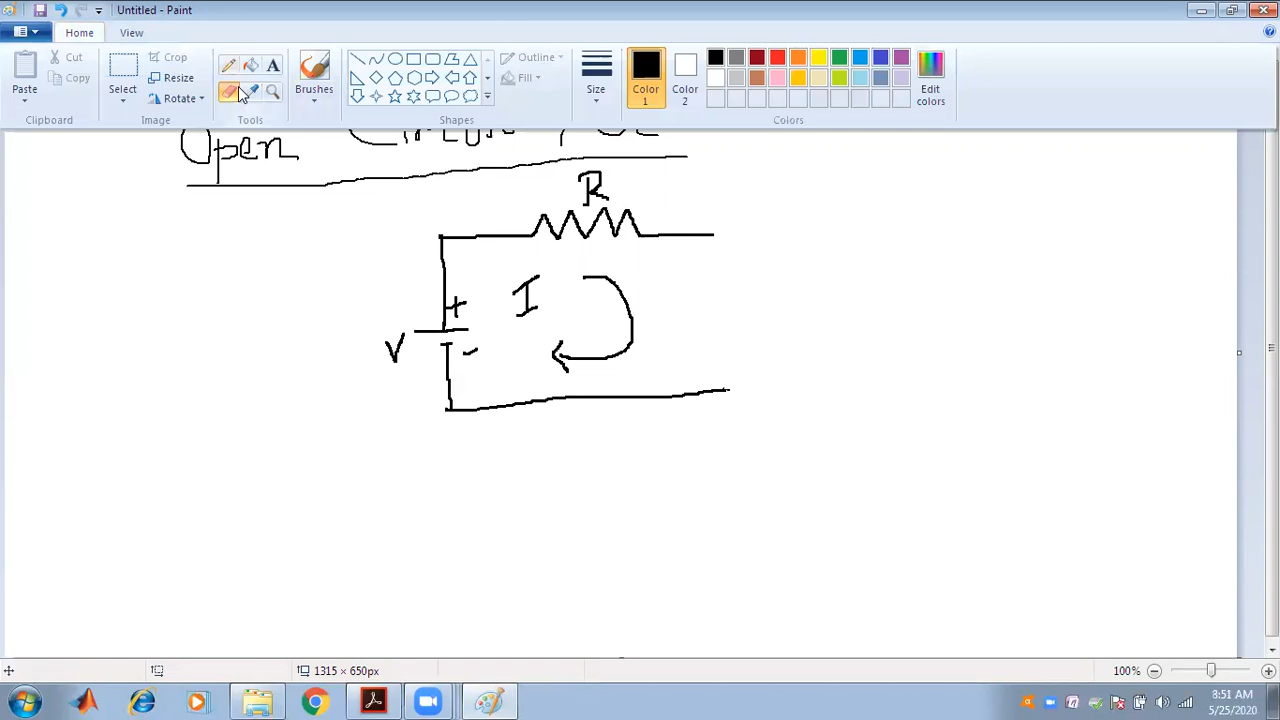 Untitled - Paint
Home
View
Paste
Cut
Copy
Clipboard
Select
Crop
Resize
Rotate
Image
Tools
Brushes
Outline
Fill
Shapes
Size
Color 1
Color 2
Edit colors
Colors
Open
R
I
+
V
-
1315 × 650px
100%
8:51 AM
5/25/2020